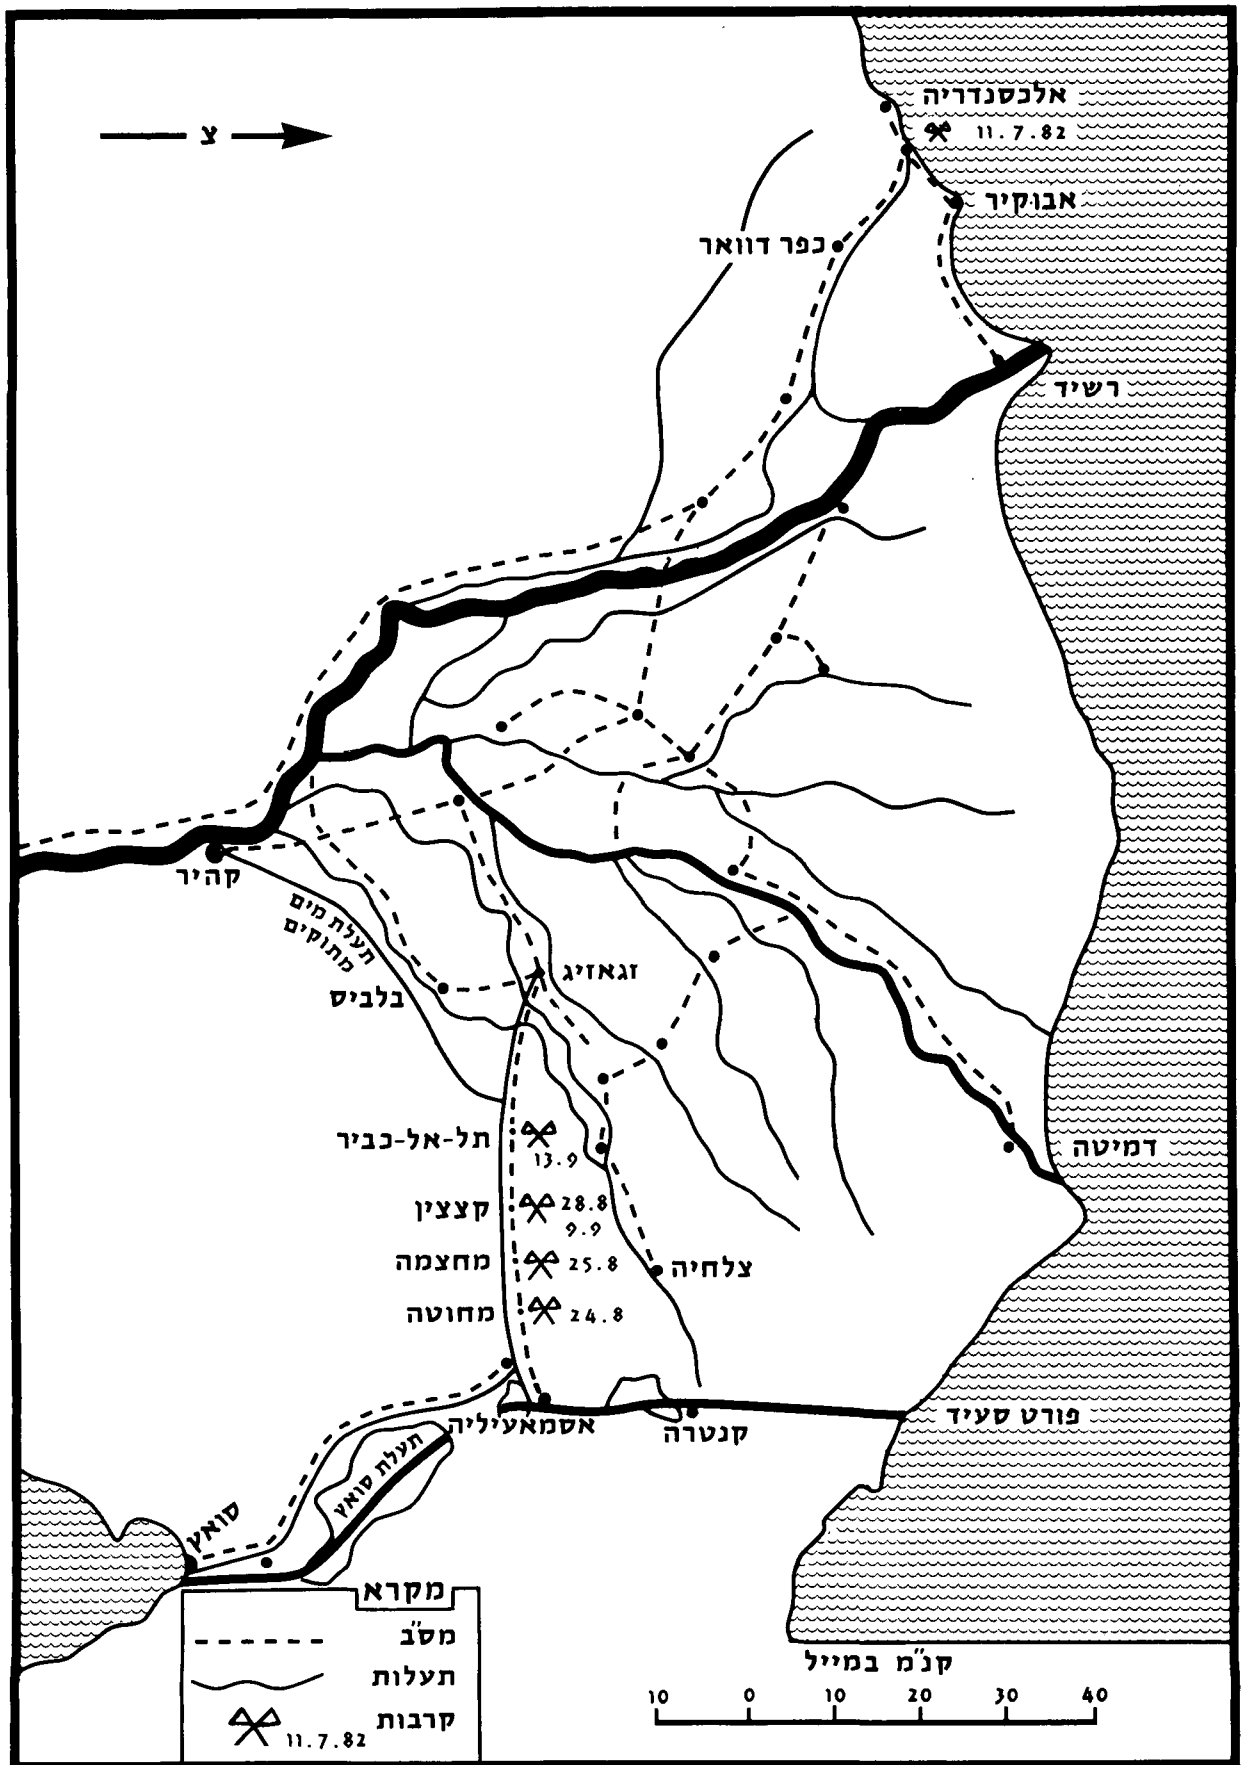 אלכסנדריה
11.7.82
צ
אבוקיר
כפר דוואר
רשיד
קהיר
תעלת מים
מתוקים
בלביס
זגאזיג
תל-אל-כביר
13.9
דמיטה
קצצין
28.8
9.9
מחצמה
25.8
צלחיה
מחוטה
24.8
אסמאעיליה
קנטרה
פורט סעיד
תעלת סואץ
סואץ
מקרא
מס"ב
תעלות
קרבות
11.7.82
קנ"מ במייל
10 0 10 20 30 40